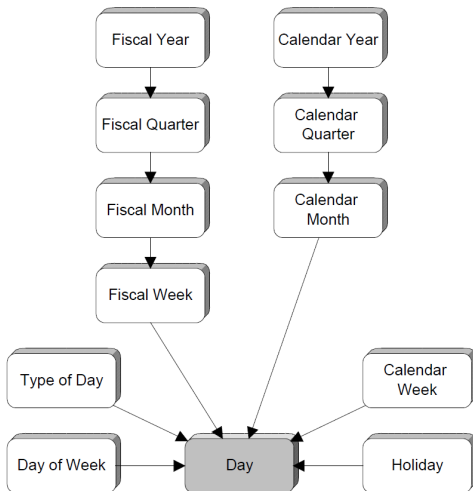 Fiscal Year
Calendar Year
Fiscal Quarter
Calendar
Quarter
Fiscal Month
Calendar
Month
Fiscal Week
Type of Day
Calendar
Week
Day of Week
Day
Holiday